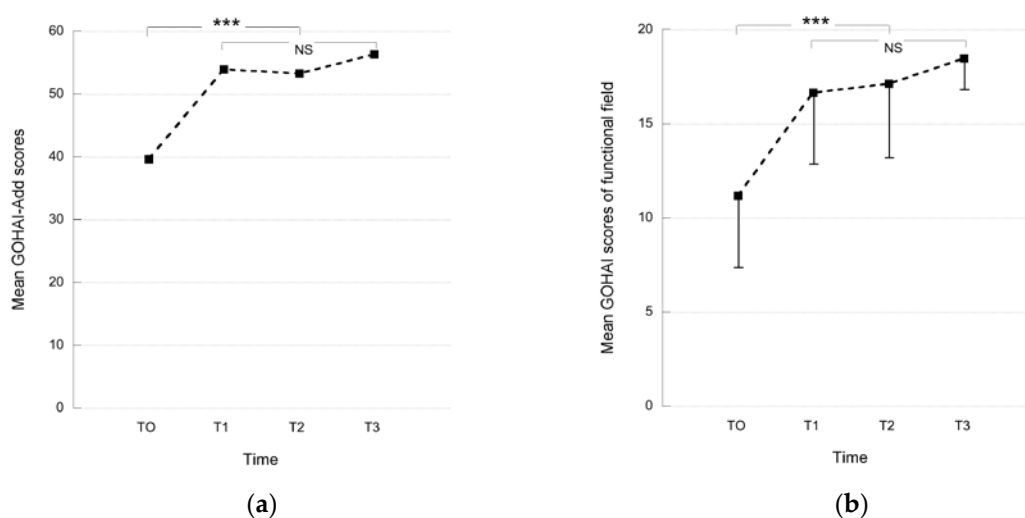 Mean GOHAI-Add scores
60
50
40
30
20
10
0
***
NS
TO
T1
T2
T3
Time
(a)
Mean GOHAI scores of functional field
20
15
10
5
0
***
NS
TO
T1
T2
T3
Time
(b)